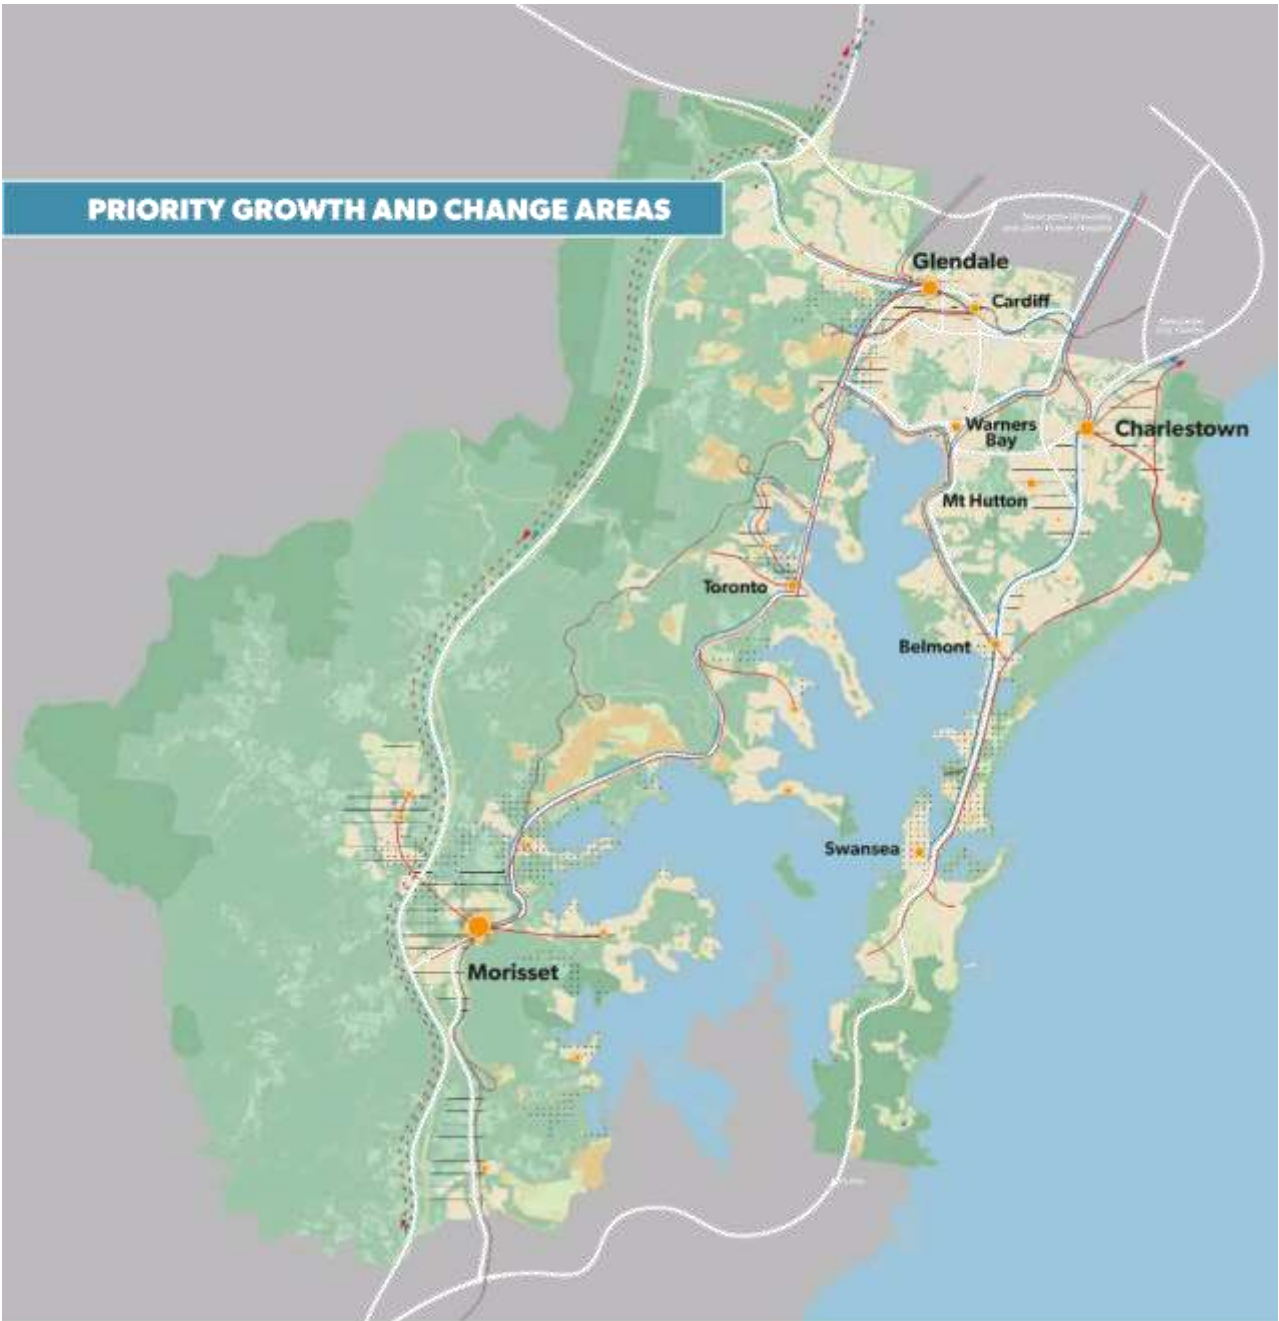 PRIORITY GROWTH AND CHANGE AREAS
Glendale
Cardiff
Warners
Bay
Charlestown
Mt Hutton
Toronto
Belmont
Swansea
Morisset